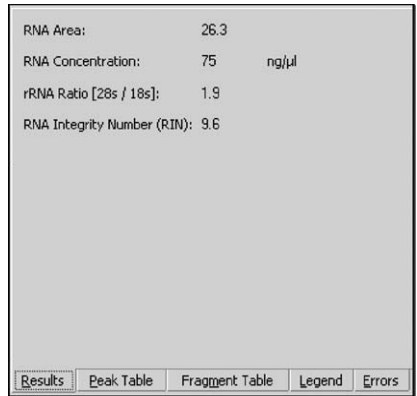 RNA Area: 26.3
RNA Concentration: 75 ng/µl
rRNA Ratio [28s / 18s]: 1.9
RNA Integrity Number (RIN): 9.6
Results Peak Table Fragment Table Legend Errors